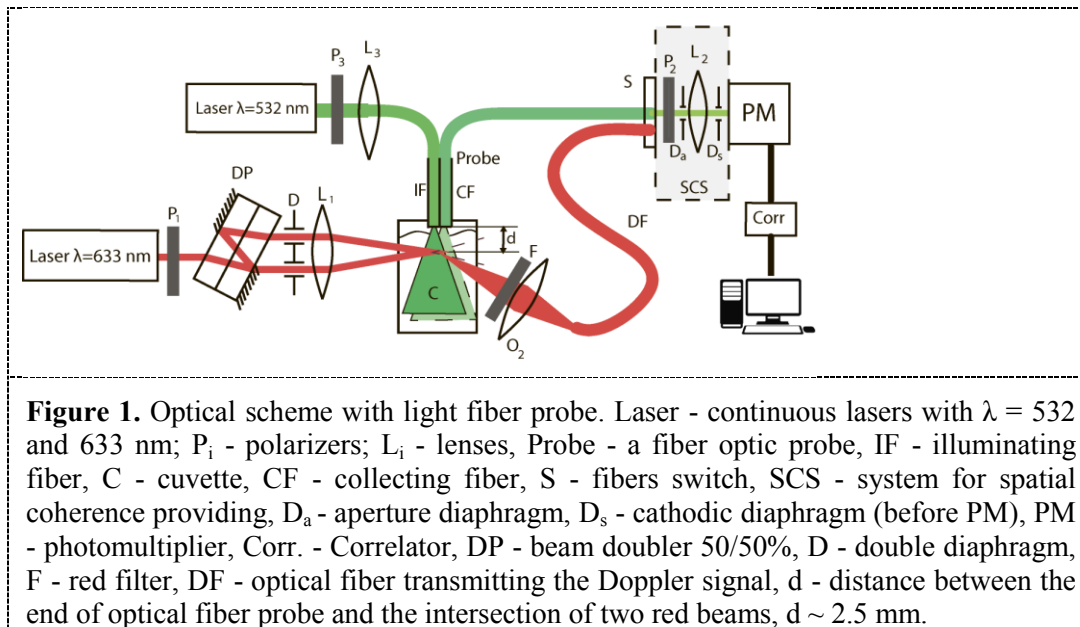 P3
L3
Laser λ=532 nm
S
P2
L2
PM
Da
Ds
SCS
Probe
IF
CF
DP
D
L1
P1
Laser λ=633 nm
d
F
C
O2
DF
Corr
Figure 1. Optical scheme with light fiber probe. Laser - continuous lasers with λ = 532
and 633 nm; Pi - polarizers; Li - lenses, Probe - a fiber optic probe, IF - illuminating
fiber, C - cuvette, CF - collecting fiber, S - fibers switch, SCS - system for spatial
coherence providing, Da - aperture diaphragm, Ds - cathodic diaphragm (before PM), PM
- photomultiplier, Corr. - Correlator, DP - beam doubler 50/50%, D - double diaphragm,
F - red filter, DF - optical fiber transmitting the Doppler signal, d - distance between the
end of optical fiber probe and the intersection of two red beams, d ~ 2.5 mm.